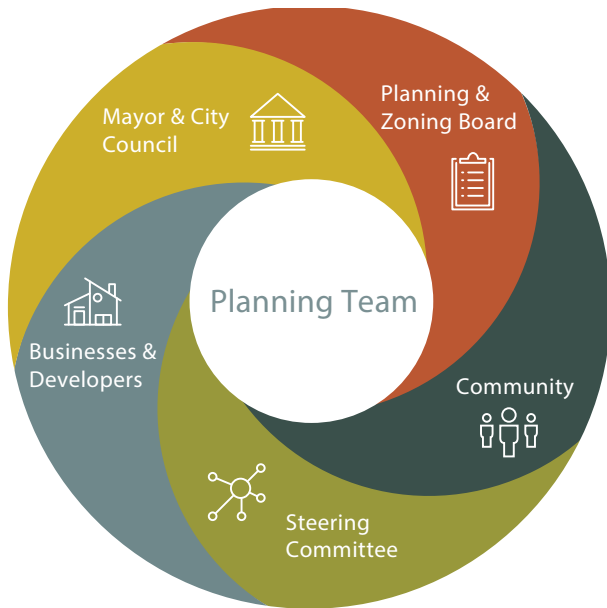 Mayor & City
Council
Planning &
Zoning Board
Planning Team
Businesses &
Developers
Community
Steering
Committee